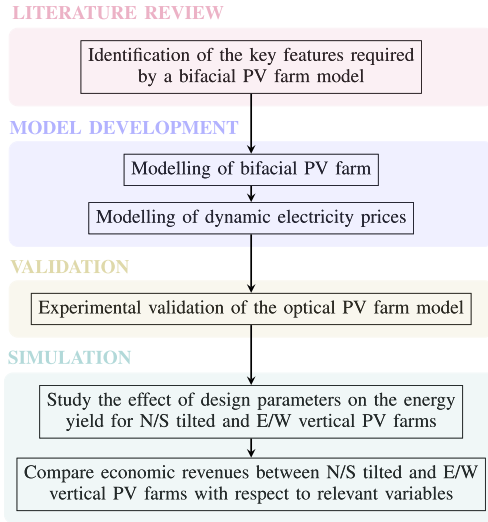 LITERATURE REVIEW
Identification of the key features required
by a bifacial PV farm model
MODEL DEVELOPMENT
Modelling of bifacial PV farm
Modelling of dynamic electricity prices
VALIDATION
Experimental validation of the optical PV farm model
SIMULATION
Study the effect of design parameters on the energy
yield for N/S tilted and E/W vertical PV farms
Compare economic revenues between N/S tilted and E/W
vertical PV farms with respect to relevant variables